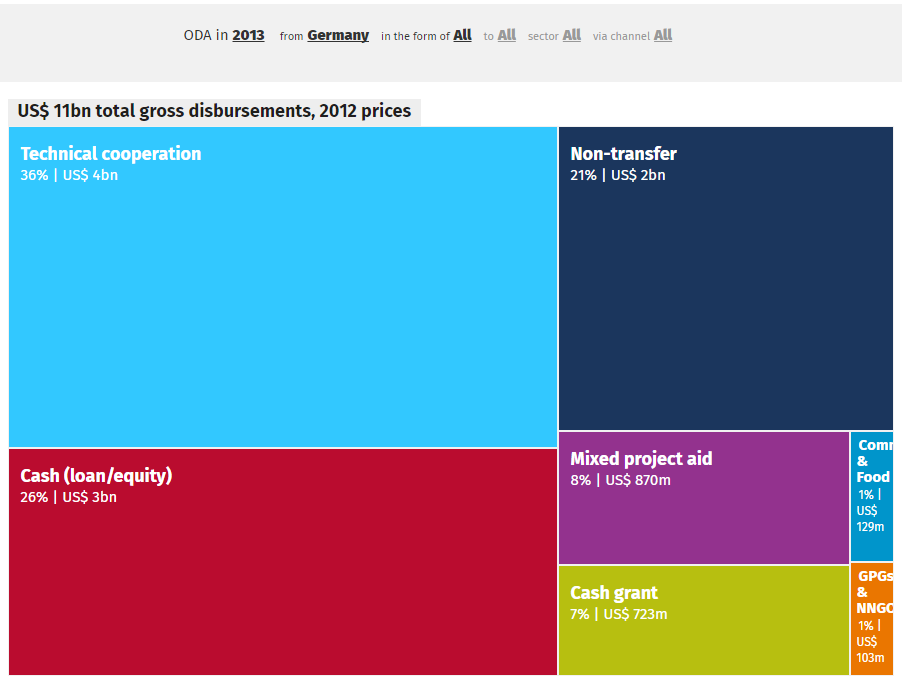 ODA in 2013 from Germany in the form of All to All sector All via channel All
US$ 11bn total gross disbursements, 2012 prices
Technical cooperation
36% | US$ 4bn
Non-transfer
21% | US$ 2bn
Cash (loan/equity)
26% | US$ 3bn
Mixed project aid
8% | US$ 870m
Cash grant
7% | US$ 723m
&
Food
1% |
US$
129m
GPGs
&
1% |
US$
103m